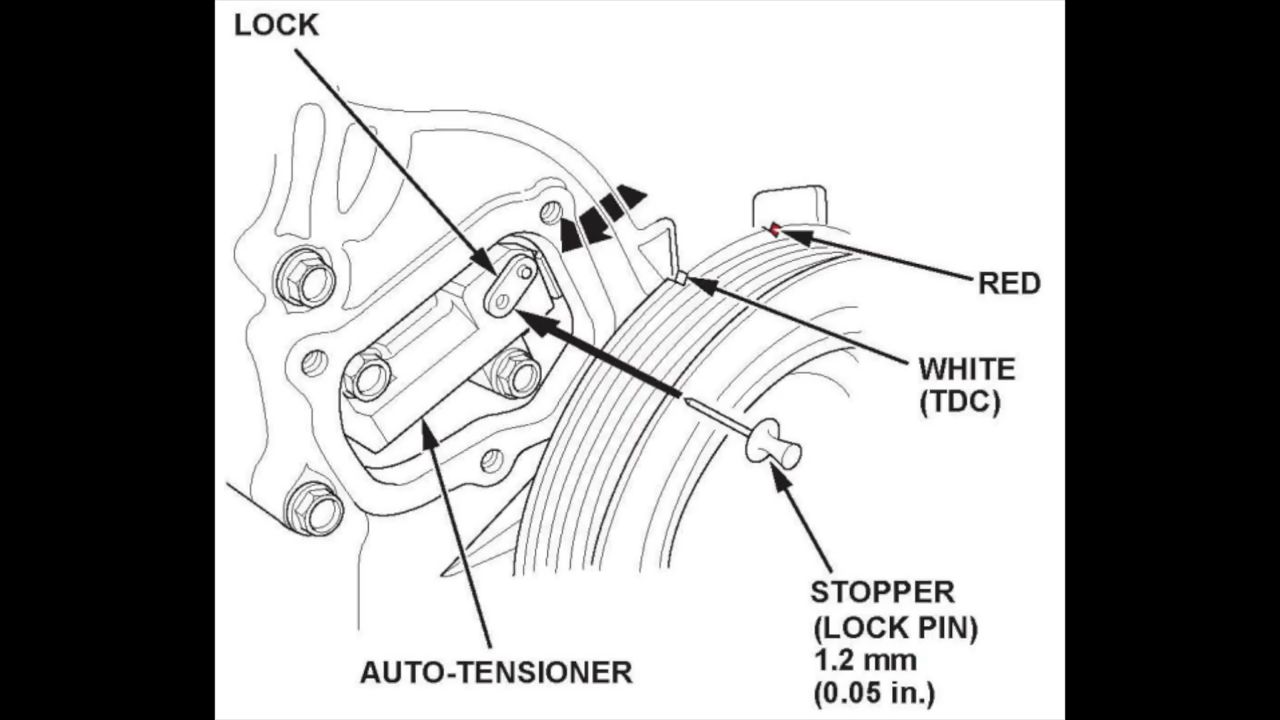 LOCK
RED
WHITE
(TDC)
STOPPER
(LOCK PIN)
1.2 mm
(0.05 in.)
AUTO-TENSIONER